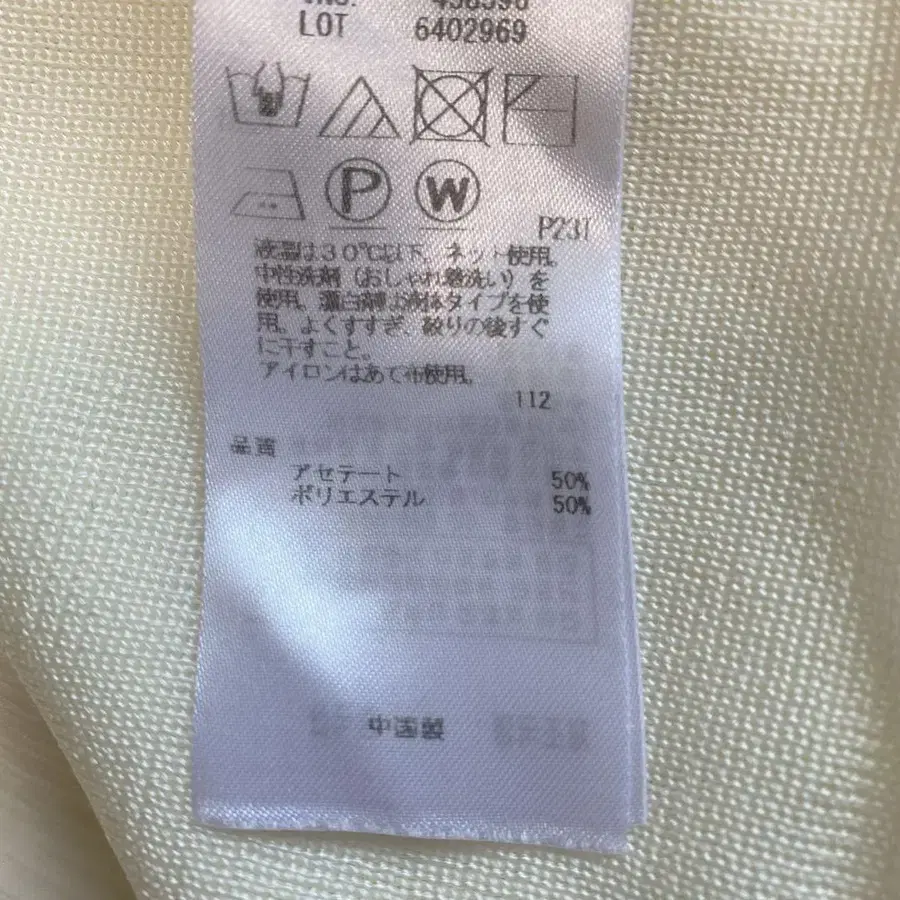 LOT 6402969
P
W
P23T
液温は30℃以下、ネット使用。
中性洗剤（おしゃれ着洗い）を
使用。漂白剤は液体タイプを使
用。よくすすぎ、絞りの後すぐ
に干すこと。
アイロンはあて布使用。
112
品質
アセテート 50%
ポリエステル 50%
中国製